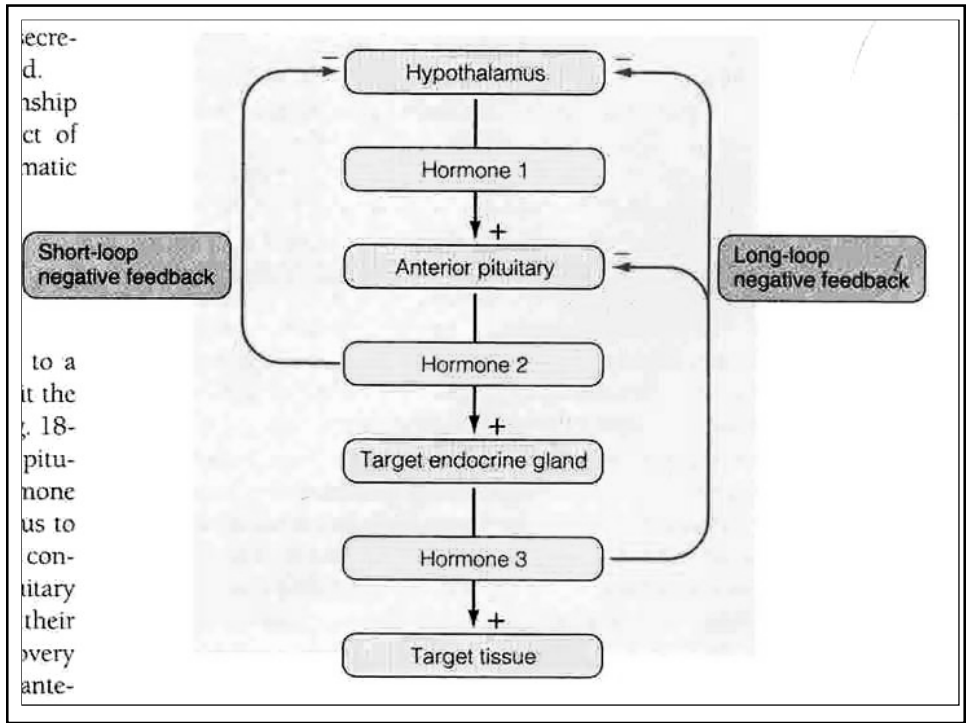 secre-
d.
nship
ct of
matic
to a
it the
. 18-
pitu-
mone
us to
con-
uitary
their
overy
ante-
−
Hypothalamus
−
Hormone 1
+
Short-loop
negative feedback
Anterior pituitary
−
Long-loop
negative feedback
Hormone 2
+
Target endocrine gland
Hormone 3
+
Target tissue